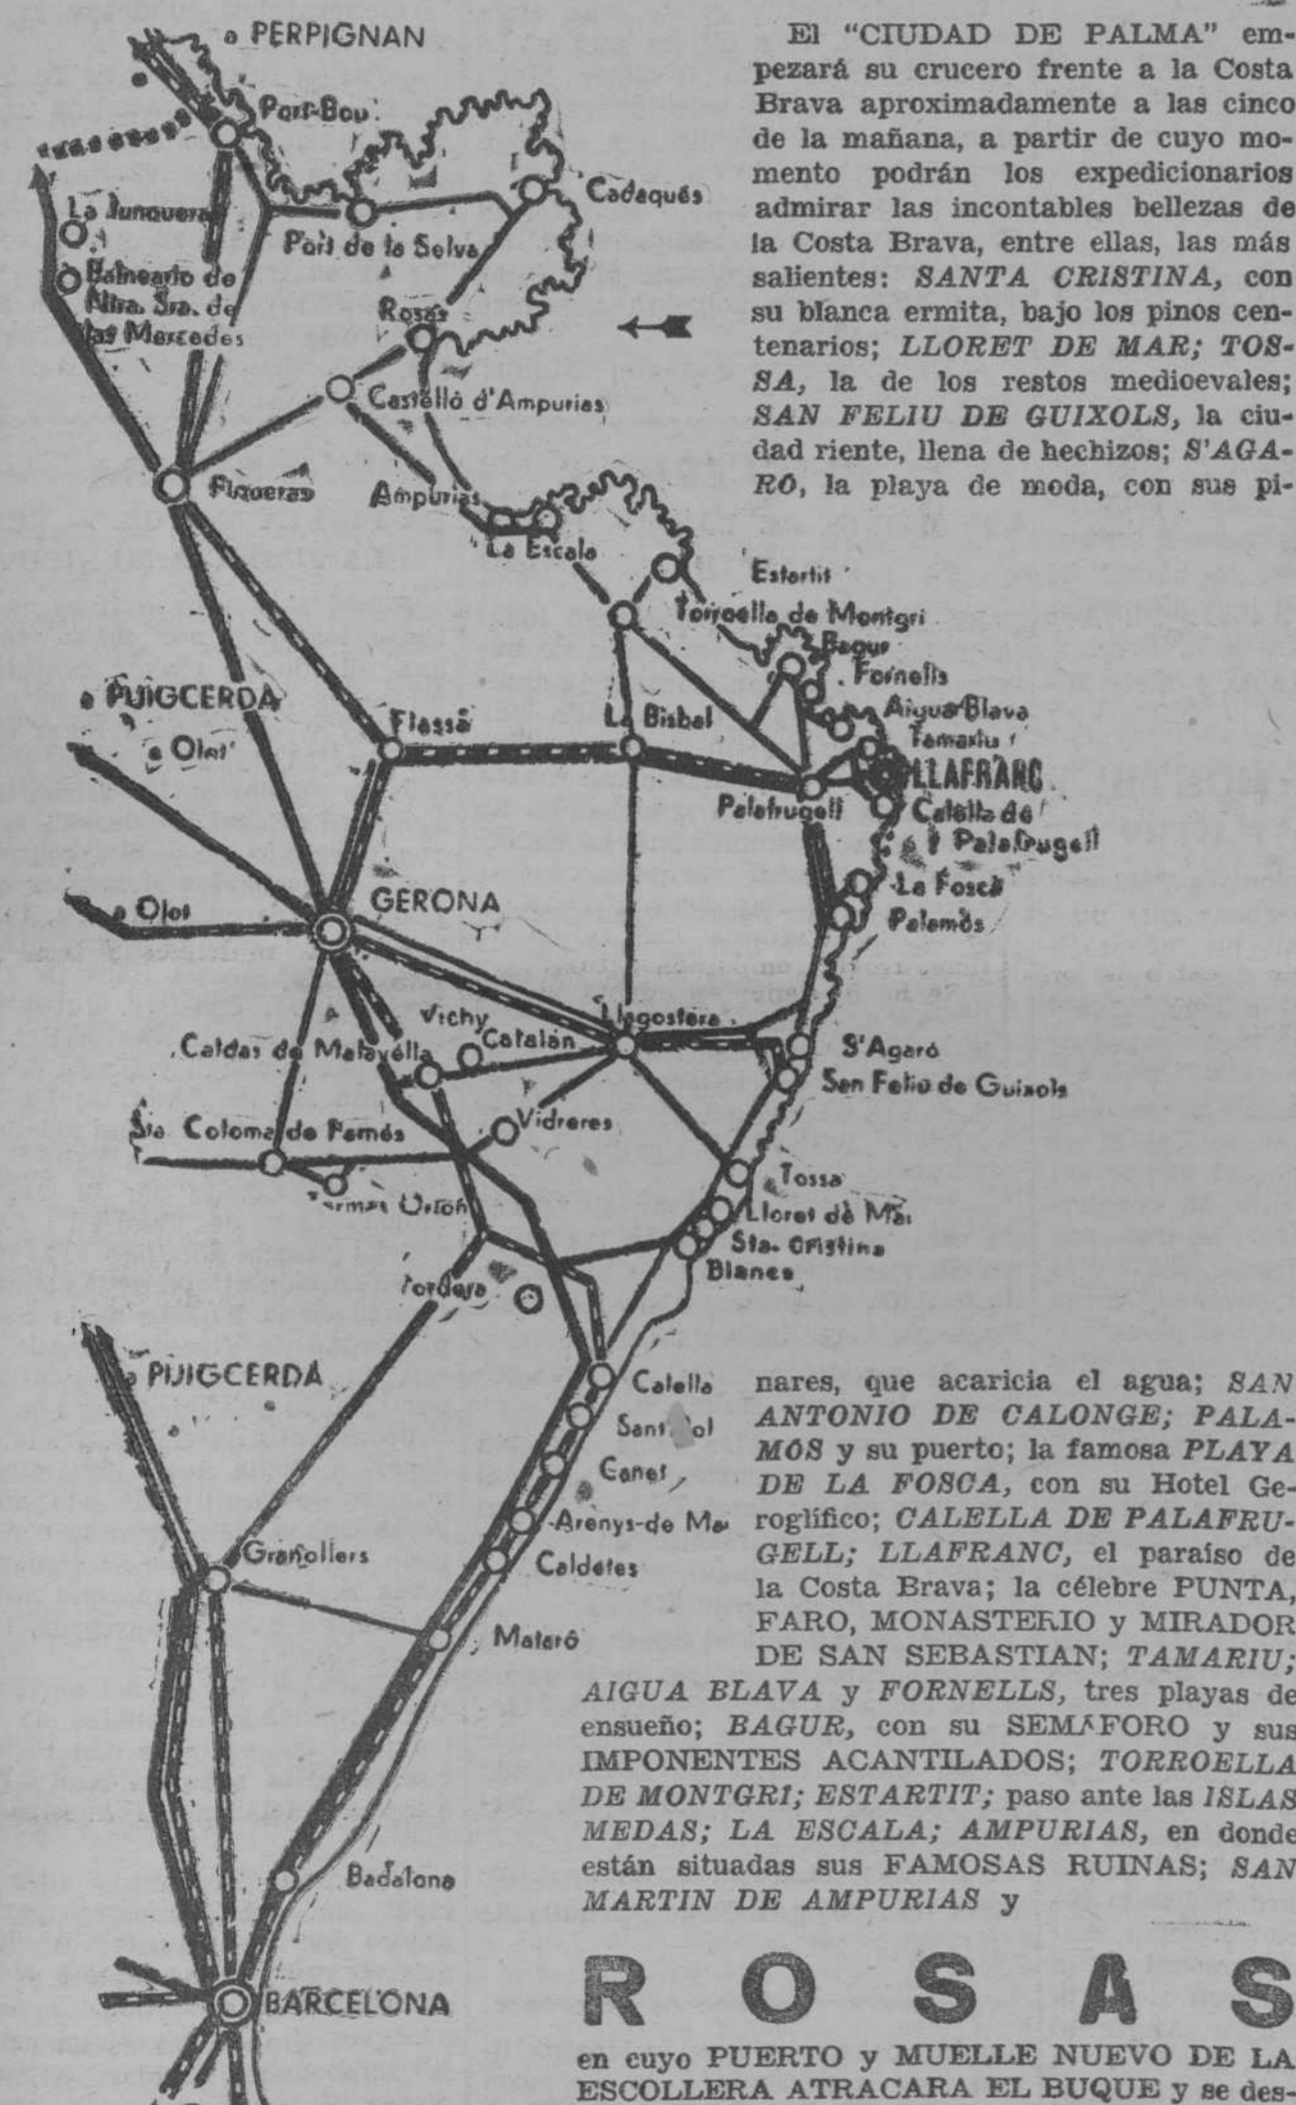 PERPIGNAN
Port-Bou
La Junquera
Cadaqués
Port de la Selva
Balneario de
Ntra. Sra. de
las Mercedes
Rosas
Castelló d'Ampurias
Figueras
Ampurias
La Escala
Estartit
Torroella de Montgri
Bagur
Fornells
PUIGCERDA
Olot
Flassá
La Bisbal
Aigua Blava
Tamariu
LLAFRANC
Palafrugell
Calella de
Palafrugell
La Fosca
Palamòs
GERONA
Olot
Vichy
Catalán
Llagostera
Caldas de Malavella
S'Agaró
San Feliu de Guixols
Sta. Coloma de Farnés
Vidreres
Tossa
Lloret de Mar
Sta. Cristina
Blanes
Tordera
PUIGCERDÁ
Calella
Canet
Arenys-de Mar
Granollers
Caldetes
Mataró
Badalona
BARCELONA
El "CIUDAD DE PALMA" em-
pezará su crucero frente a la Costa
Brava aproximadamente a las cinco
de la mañana, a partir de cuyo mo-
mento podrán los expedicionarios
admirar las incontables bellezas de
la Costa Brava, entre ellas, las más
salientes: SANTA CRISTINA, con
su blanca ermita, bajo los pinos cen-
tenarios; LLORET DE MAR; TOS-
SA, la de los restos medioevales;
SAN FELIU DE GUIXOLS, la ciu-
dad riente, llena de hechizos; S'AGA-
RÓ, la playa de moda, con sus pi-
nares, que acaricia el agua; SAN
ANTONIO DE CALONGE; PALA-
MÓS y su puerto; la famosa PLAYA
DE LA FOSCA, con su Hotel Ge-
roglífico; CALELLA DE PALAFRU-
GELL; LLAFRANC, el paraíso de
la Costa Brava; la célebre PUNTA,
FARO, MONASTERIO y MIRADOR
DE SAN SEBASTIAN; TAMARIU;
AIGUA BLAVA y FORNELLS, tres playas de
ensueño; BAGUR, con su SEMAFORO y sus
IMPONENTES ACANTILADOS; TORROELLA
DE MONTGRI; ESTARTIT; paso ante las ISLAS
MEDAS; LA ESCALA; AMPURIAS, en donde
están situadas sus FAMOSAS RUINAS; SAN
MARTIN DE AMPURIAS y
ROSAS
en cuyo PUERTO y MUELLE NUEVO DE LA
ESCOLLERA ATRACARA EL BUQUE y se des-